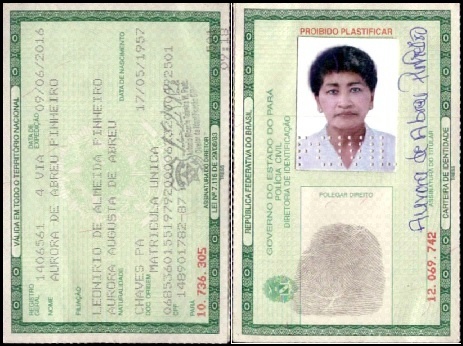 VÁLIDA EM TODO O TERRITÓRIO NACIONAL
REGISTRO GERAL 1406561 4 VIA DATA DE EXPEDIÇÃO 09/06/2016
NOME AURORA DE ABREU PINHEIRO
FILIAÇÃO
LEONIRIO DE ALMEIDA PINHEIRO
AURORA AUGUSTA DE ABREU
NATURALIDADE DATA DE NASCIMENTO
CHAVES PA 17/05/1957
DOC ORIGEM MATRICULA UNICA
CPF 148901782-87
PARÁ
10.736.305
ASSINATURA DO DIRETOR
LEI Nº 7.116 DE 29/08/83
REPÚBLICA FEDERATIVA DO BRASIL
GOVERNO DO ESTADO DO PARÁ
POLÍCIA CIVIL
DIRETORIA DE IDENTIFICAÇÃO
PROIBIDO PLASTIFICAR
POLEGAR DIREITO
Aurora de Abreu Pinheiro
ASSINATURA DO TITULAR
CARTEIRA DE IDENTIDADE
12.069.742